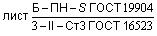 лист Б – ПН – S ГОСТ 19904
3 – II – Ст3 ГОСТ 16523